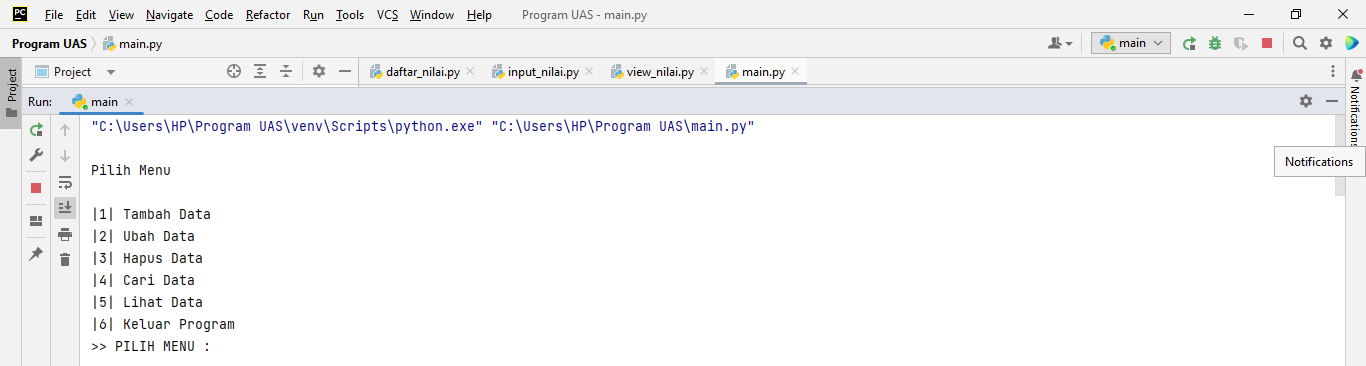 PC File Edit View Navigate Code Refactor Run Tools VCS Window Help Program UAS - main.py
Program UAS main.py main
Project daftar_nilai.py input_nilai.py view_nilai.py main.py
Project
Run: main
Notifications
"C:\Users\HP\Program UAS\venv\Scripts\python.exe" "C:\Users\HP\Program UAS\main.py"
Notifications
Pilih Menu
|1| Tambah Data
|2| Ubah Data
|3| Hapus Data
|4| Cari Data
|5| Lihat Data
|6| Keluar Program
>> PILIH MENU :